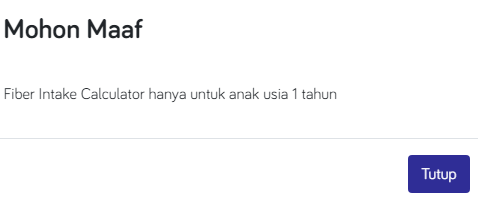 Mohon Maaf
Fiber Intake Calculator hanya untuk anak usia 1 tahun
Tutup